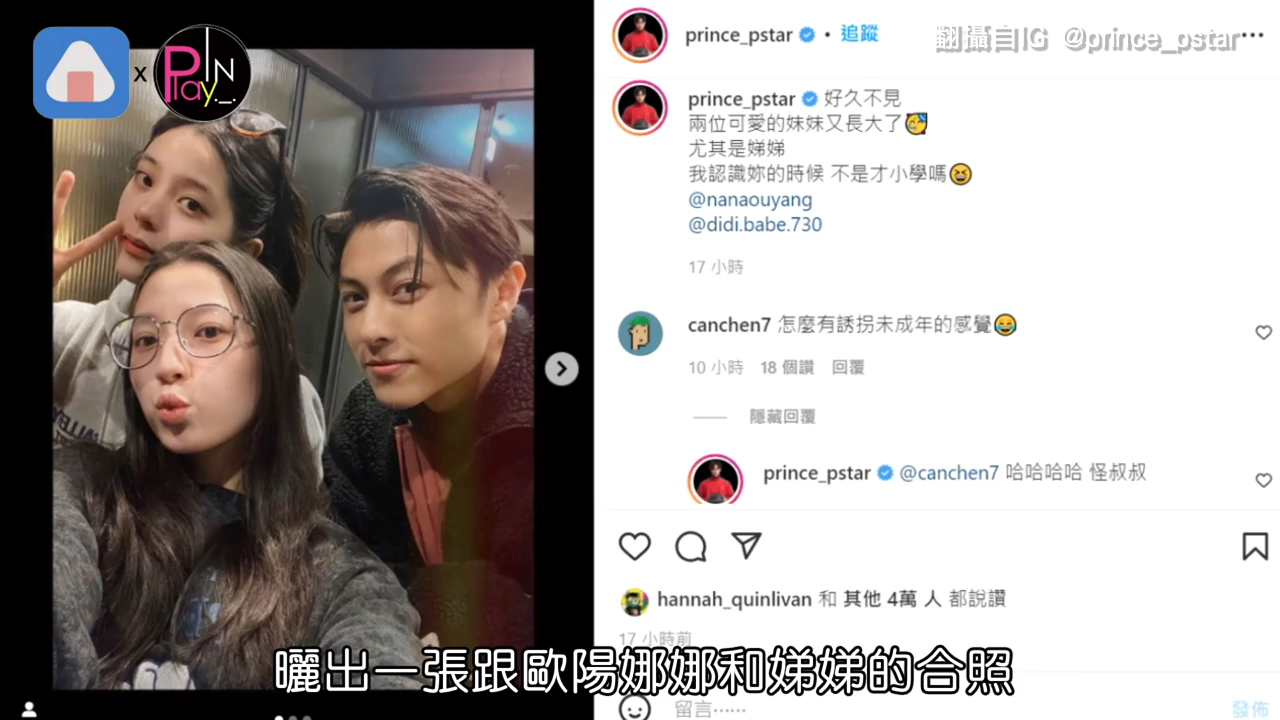 x
PlayIN
prince_pstar • 追蹤
翻攝自IG @prince_pstar
prince_pstar 好久不見
兩位可愛的妹妹又長大了
尤其是娣娣
我認識妳的時候 不是才小學嗎
@nanaouyang
@didi.babe.730
17 小時
canchen7 怎麼有誘拐未成年的感覺
10 小時 18 個讚 回覆
隱藏回覆
prince_pstar @canchen7 哈哈哈哈 怪叔叔
hannah_quinlivan 和 其他 4萬 人 都說讚
17 小時前
曬出一張跟歐陽娜娜和娣娣的合照
留言……
發佈